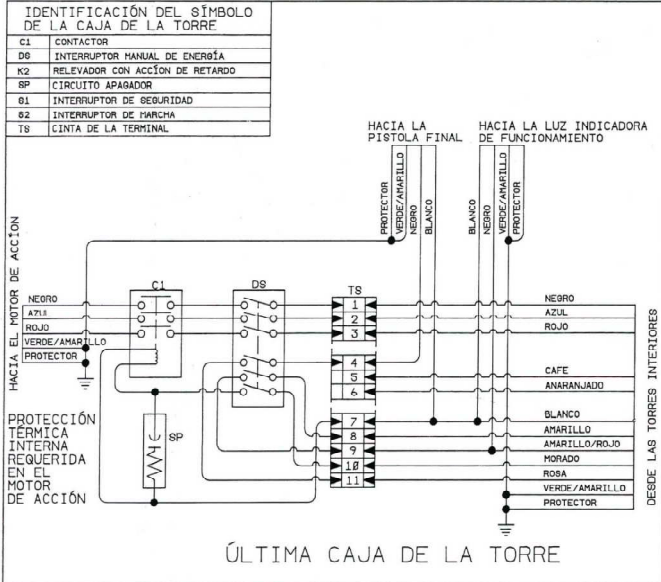 IDENTIFICACIÓN DEL SÍMBOLO
DE LA CAJA DE LA TORRE
C1 CONTACTOR
DS INTERRUPTOR MANUAL DE ENERGÍA
K2 RELEVADOR CON ACCIÓN DE RETARDO
SP CIRCUITO APAGADOR
S1 INTERRUPTOR DE SEGURIDAD
S2 INTERRUPTOR DE MARCHA
TS CINTA DE LA TERMINAL
HACIA LA
PISTOLA FINAL
HACIA LA LUZ INDICADORA
DE FUNCIONAMIENTO
PROTECTOR
VERDE/AMARILLO
NEGRO
BLANCO
BLANCO
NEGRO
VERDE/AMARILLO
PROTECTOR
HACIA EL MOTOR DE ACCION
NEGRO
AZUL
ROJO
VERDE/AMARILLO
PROTECTOR
C1
DS
TS
1
2
3
4
5
6
7
8
9
10
11
NEGRO
AZUL
ROJO
CAFE
ANARANJADO
BLANCO
AMARILLO
AMARILLO/ROJO
MORADO
ROSA
VERDE/AMARILLO
PROTECTOR
DESDE LAS TORRES INTERIORES
SP
PROTECCIÓN
TÉRMICA
INTERNA
REQUERIDA
EN EL
MOTOR
DE ACCIÓN
ÚLTIMA CAJA DE LA TORRE